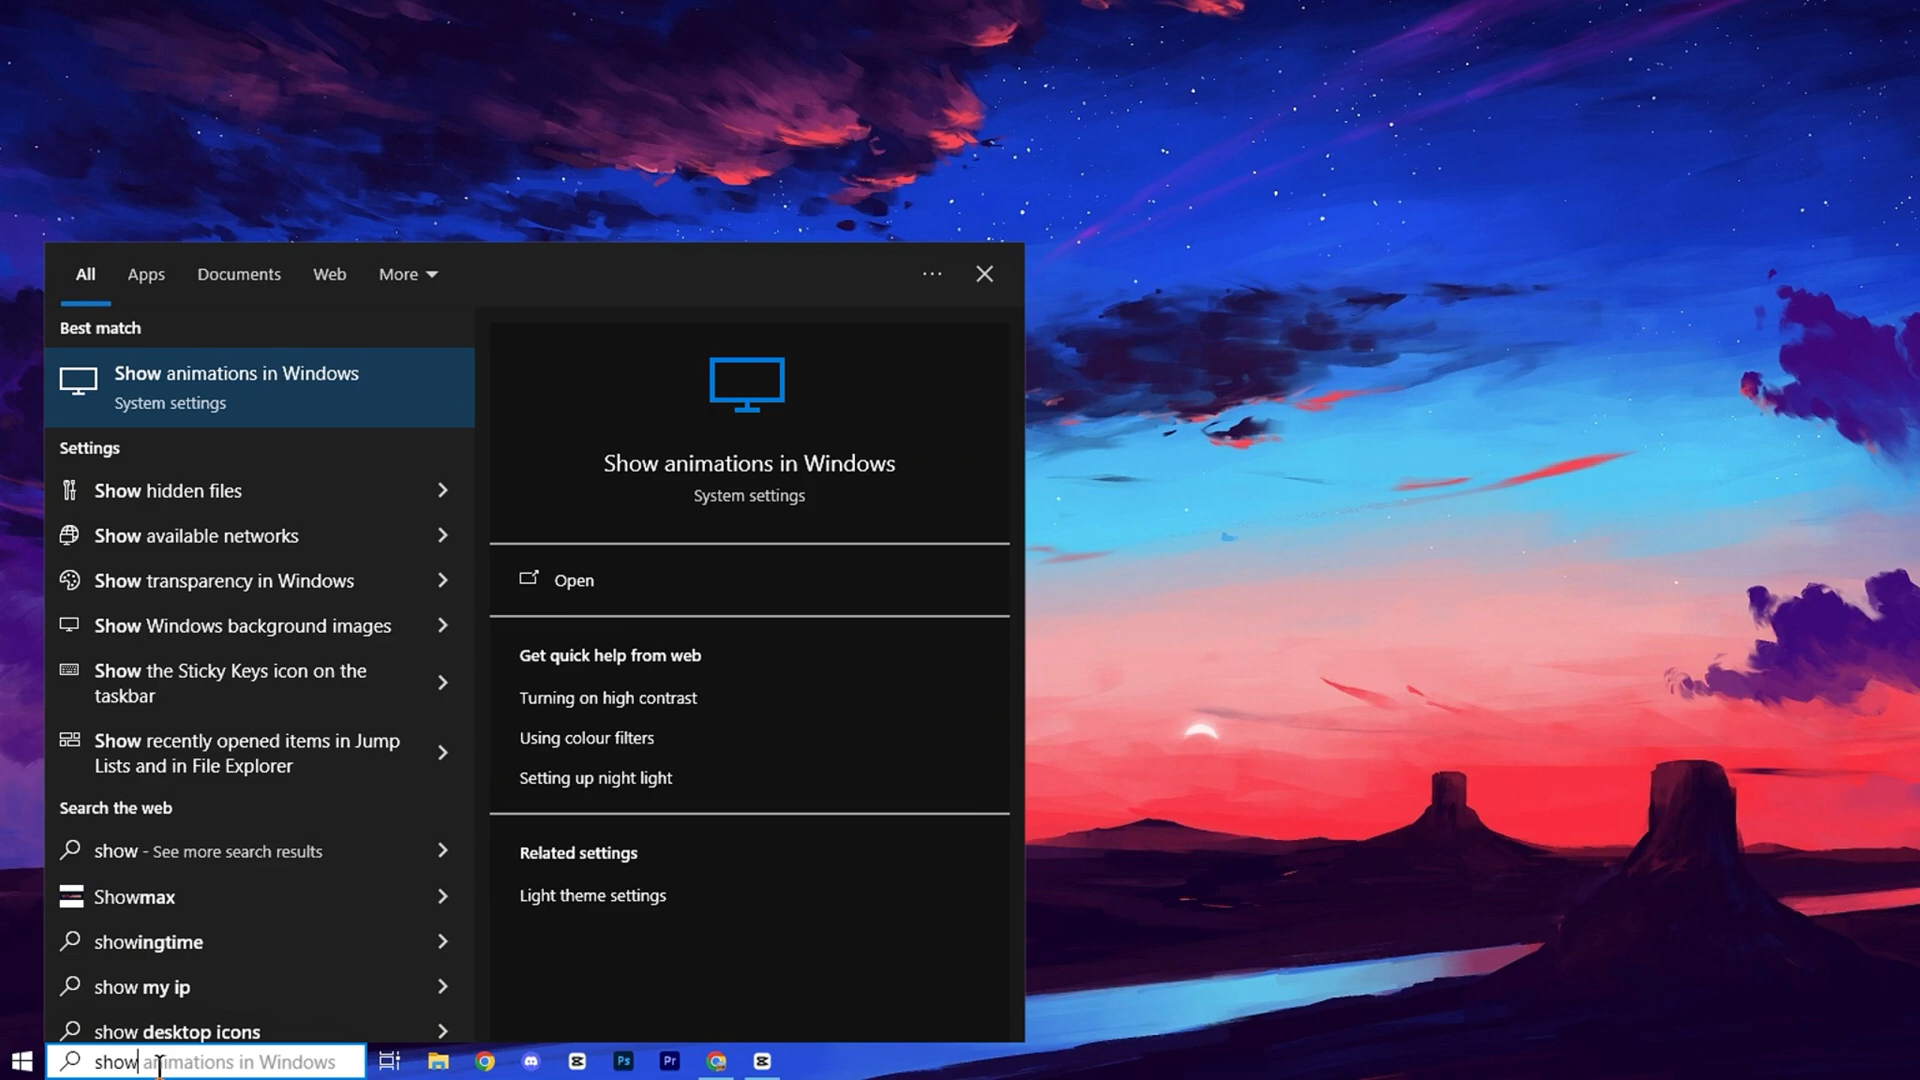 All Apps Documents Web More
Best match
Show animations in Windows
System settings
Settings
Show hidden files
Show available networks
Show transparency in Windows
Show Windows background images
Show the Sticky Keys icon on the
taskbar
Show recently opened items in Jump
Lists and in File Explorer
Search the web
show - See more search results
Showmax
showingtime
show my ip
show desktop icons
Show animations in Windows
System settings
Open
Get quick help from web
Turning on high contrast
Using colour filters
Setting up night light
Related settings
Light theme settings
show animations in Windows
Ps
Pr